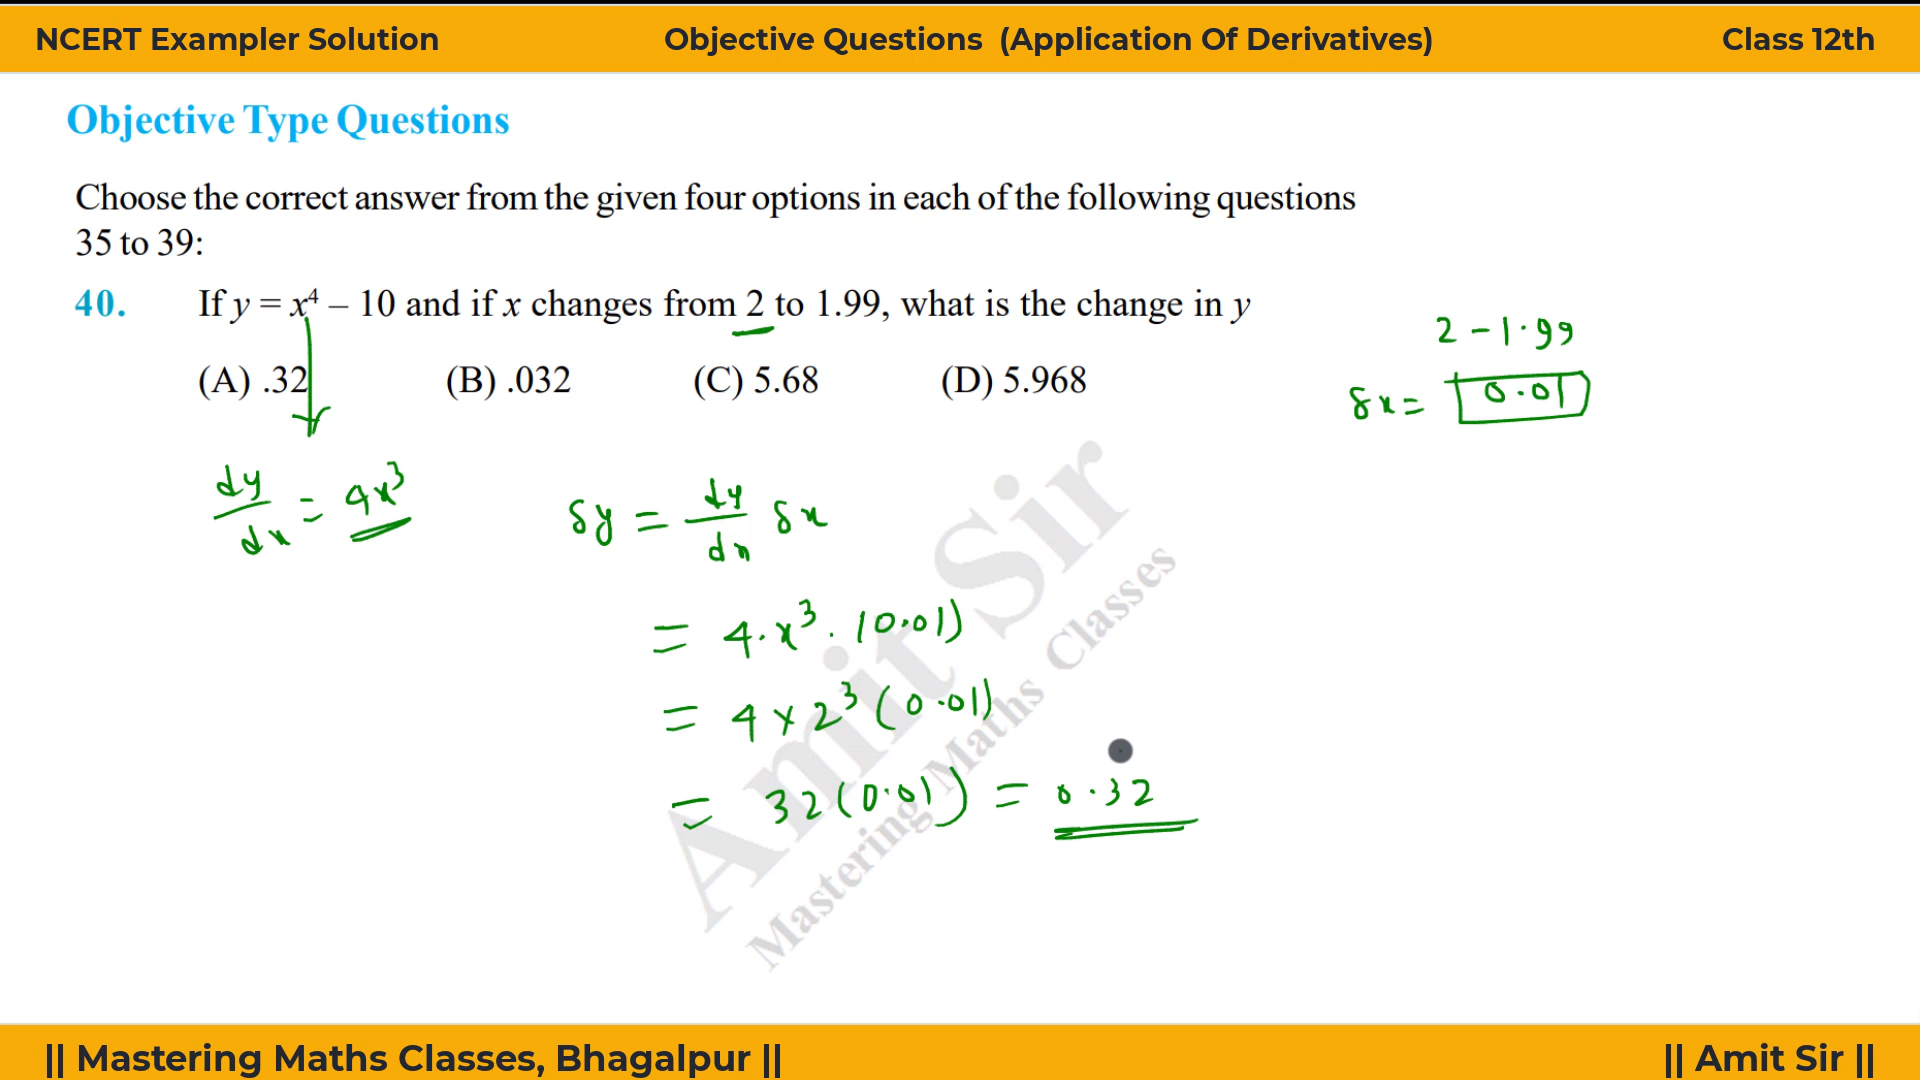 NCERT Exampler Solution Objective Questions (Application Of Derivatives) Class 12th
Objective Type Questions
Choose the correct answer from the given four options in each of the following questions
35 to 39:
40. If y = x⁴ – 10 and if x changes from 2 to 1.99, what is the change in y
(A) .32 (B) .032 (C) 5.68 (D) 5.968
2 - 1.99
δx = 0.01
dy/dx = 4x³
δy = dy/dx δx
= 4.x³.(0.01)
= 4 × 2³ (0.01)
= 32 (0.01) = 0.32
Amit Sir
Mastering Maths Classes
|| Mastering Maths Classes, Bhagalpur || || Amit Sir ||